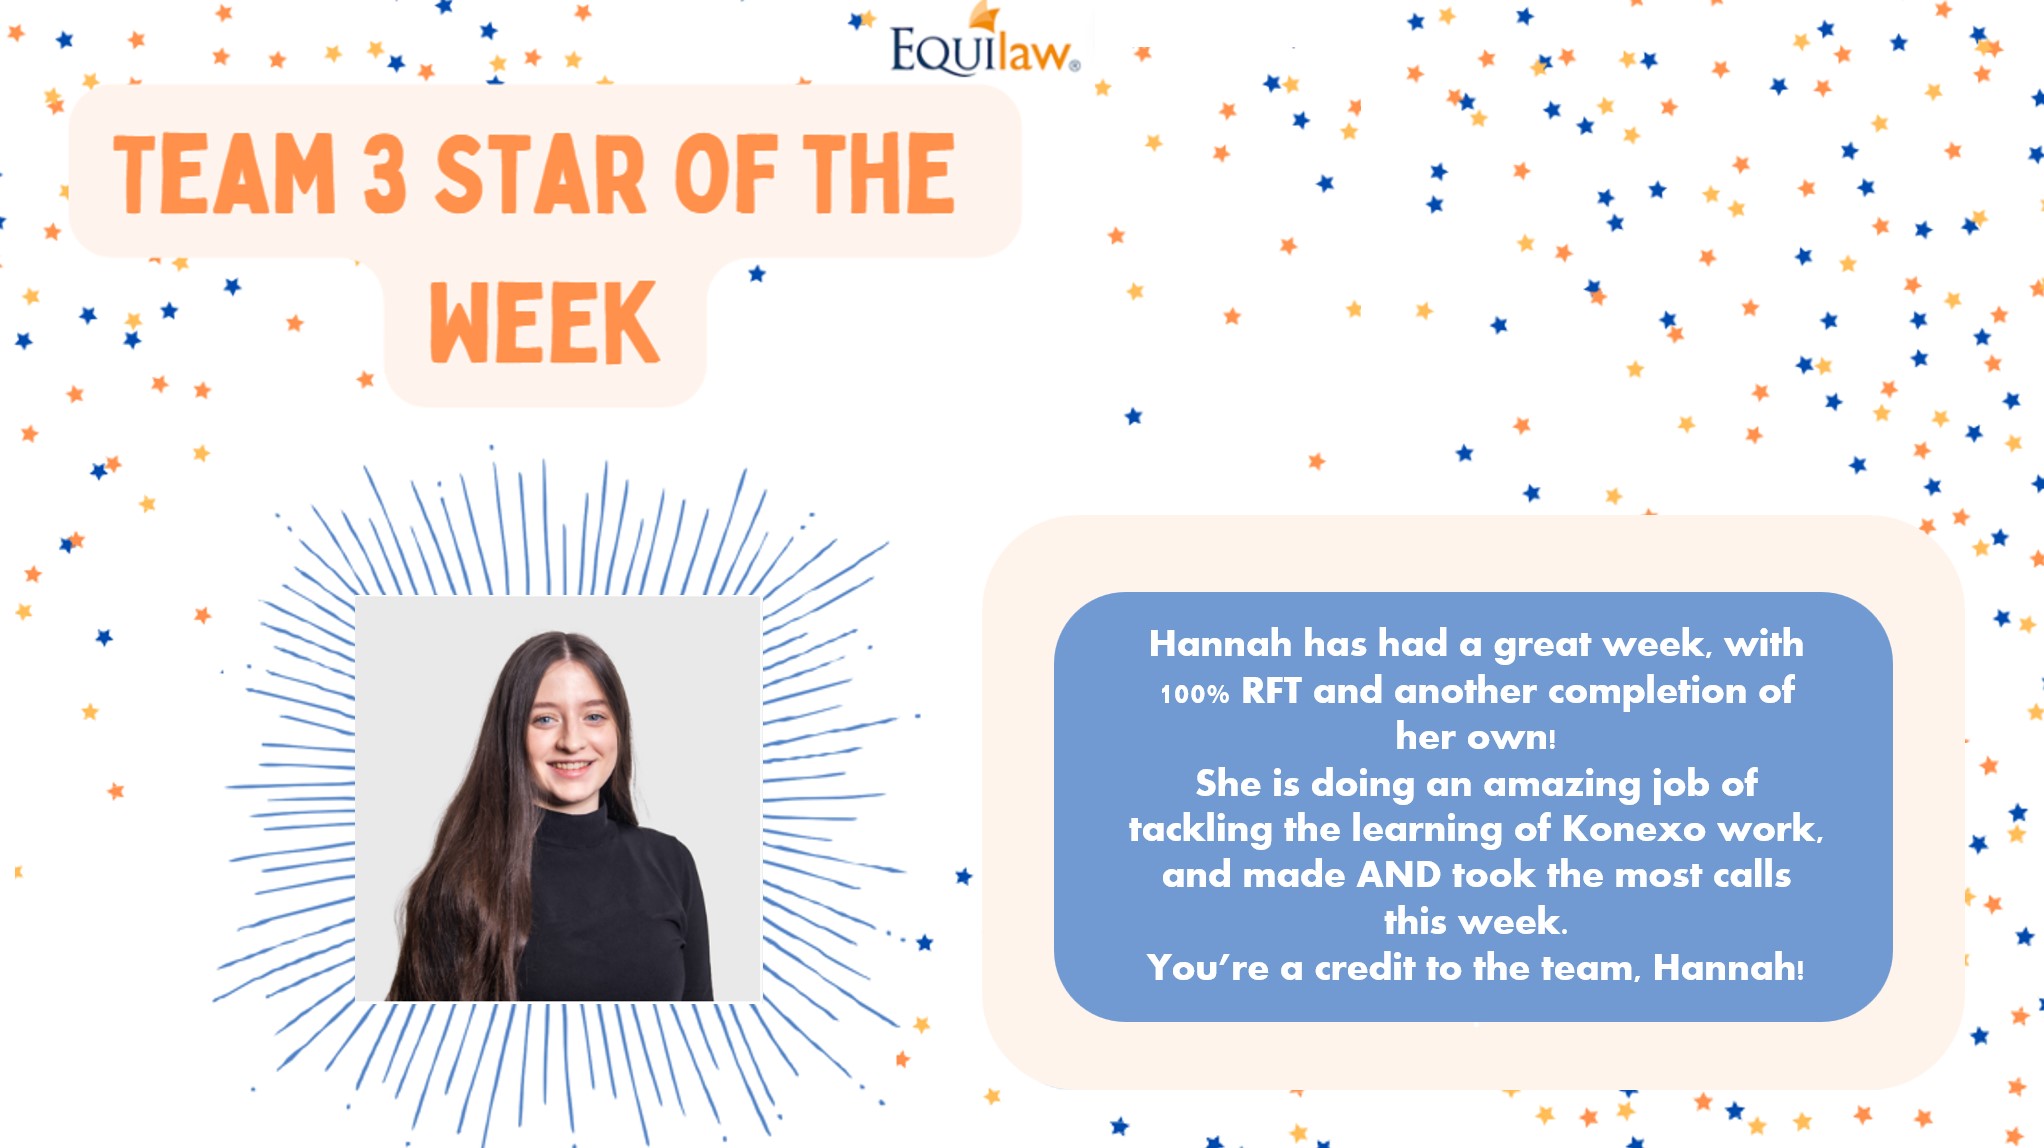 EQUIlaw®
TEAM 3 STAR OF THE
WEEK
Hannah has had a great week, with
100% RFT and another completion of
her own!
She is doing an amazing job of
tackling the learning of Konexo work,
and made AND took the most calls
this week.
You're a credit to the team, Hannah!